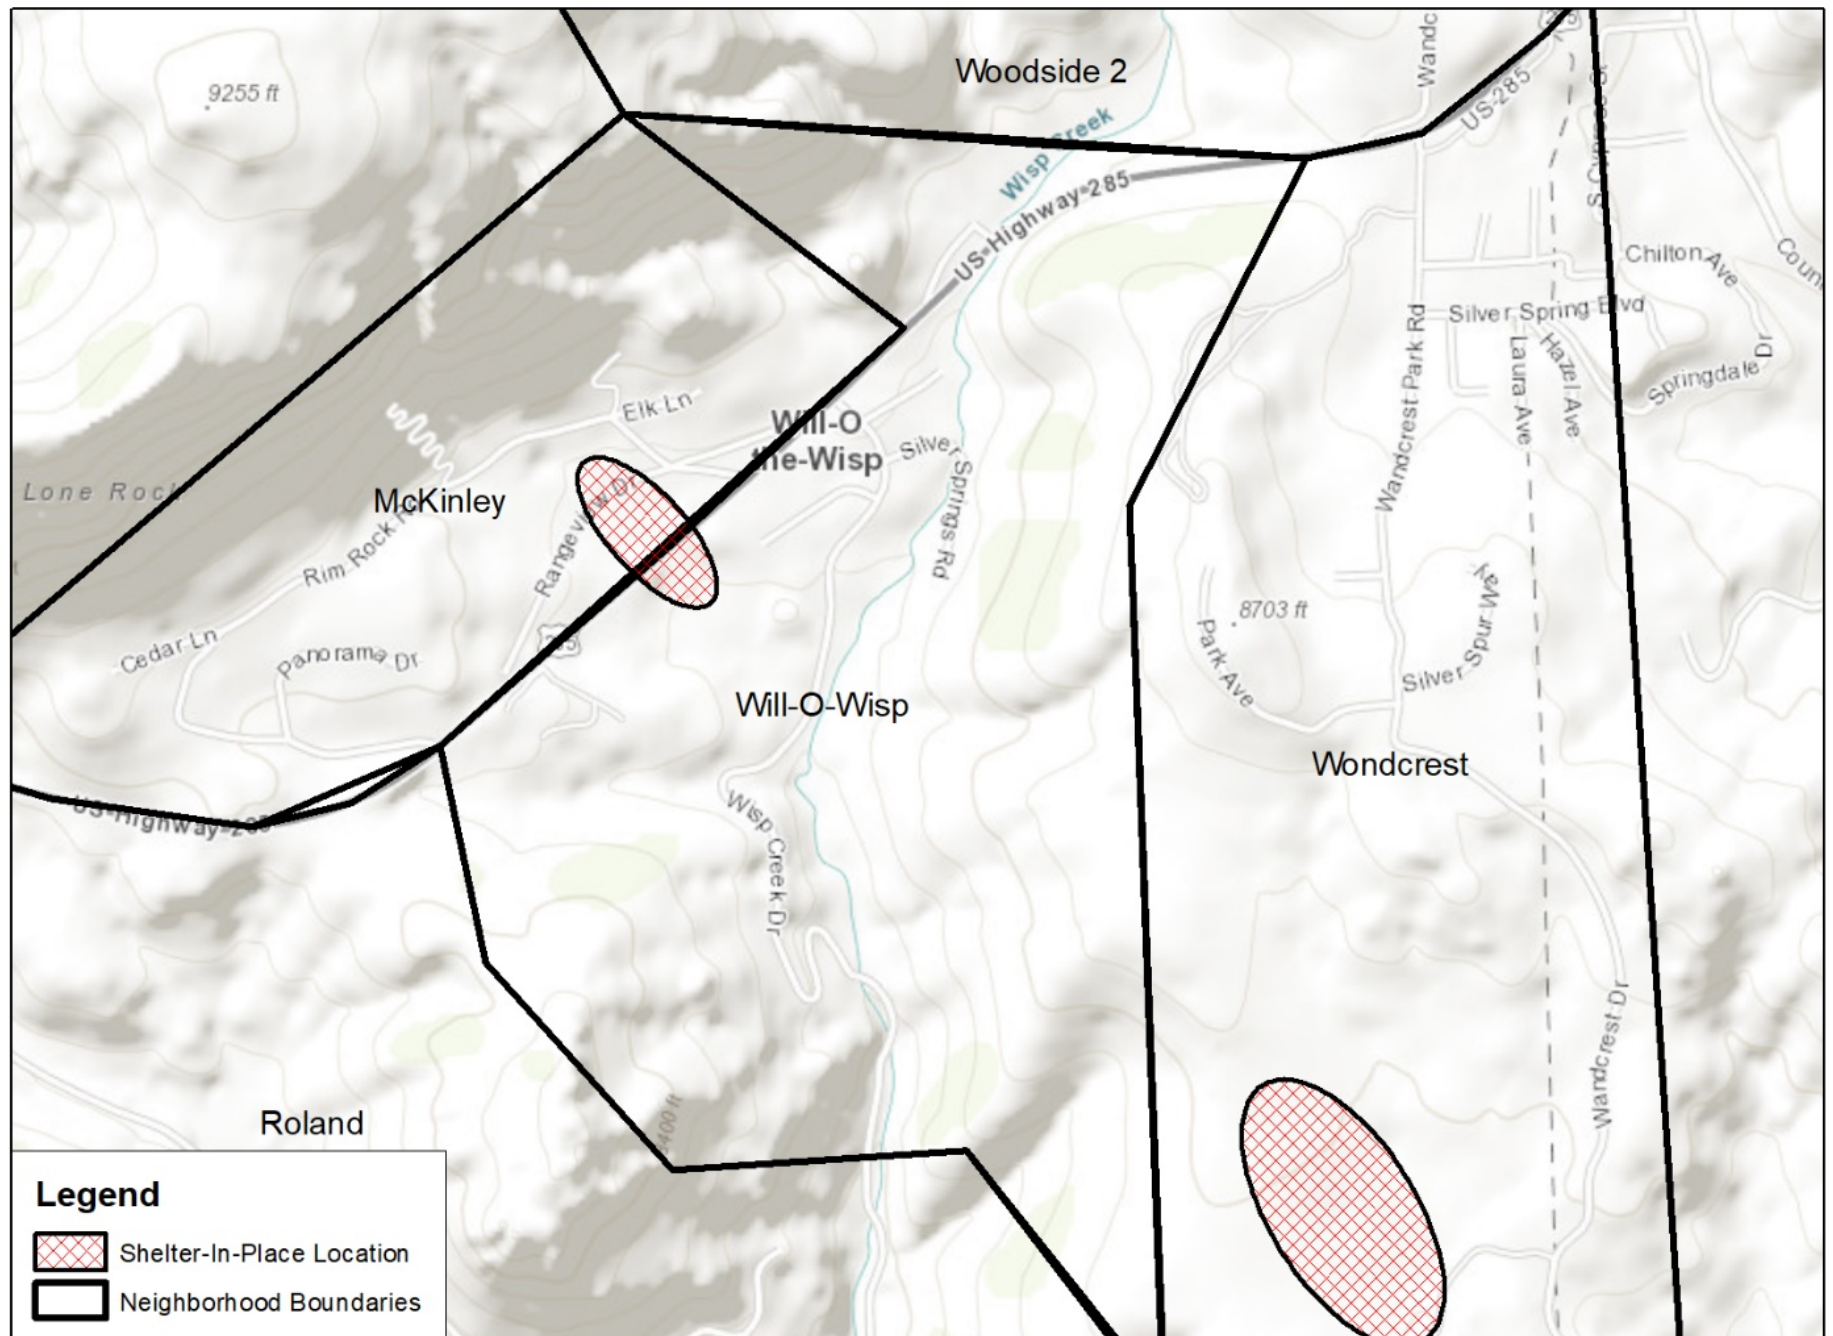 Woodside 2
Wandc
9255 ft
US-285
Wisp Creek
US-Highway-285
Chilton Ave
Silver Spring Blvd
Laura Ave
Hazel Ave
Springdale Dr
Wandcrest Park Rd
Elk Ln
Will-O
the-Wisp
Silver Springs Rd
Lone Rock
McKinley
Rangeview Dr
Rim Rock Rd
Cedar Ln
Panorama Dr
8703 ft
Park Ave
Silver Spur Way
Will-O-Wisp
Wondcrest
US-Highway-285
Wisp Creek Dr
Wandcrest Dr
Roland
Legend
Shelter-In-Place Location
Neighborhood Boundaries